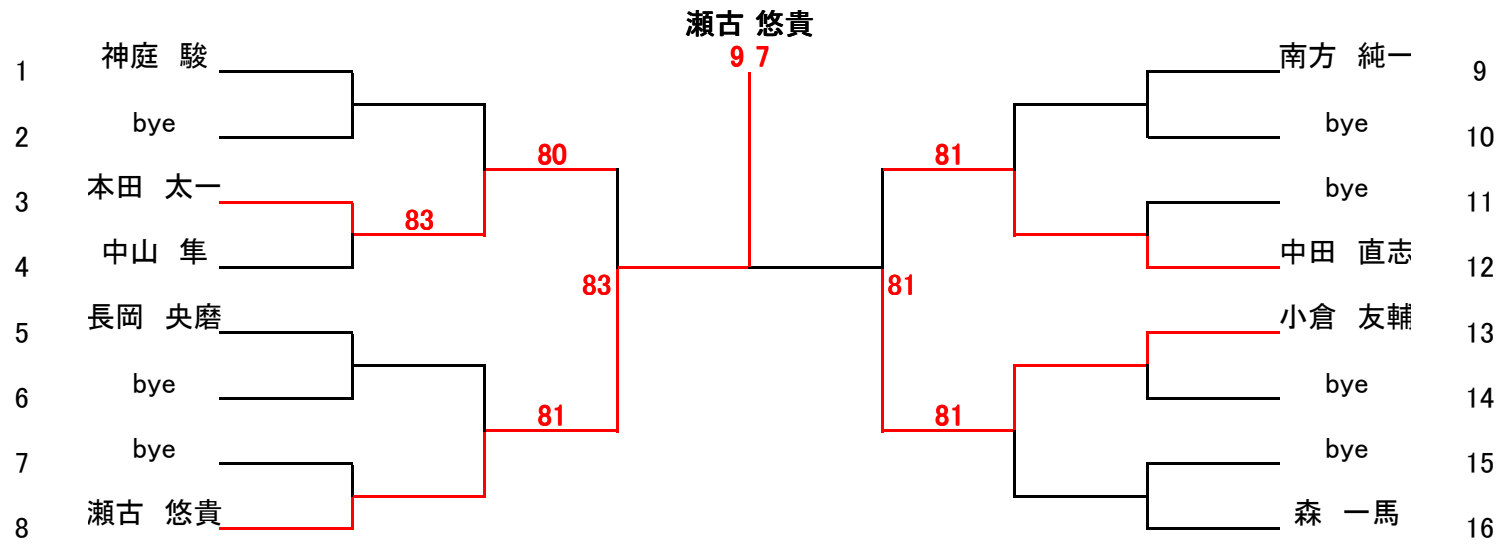 瀬古 悠貴
9 7
1 神庭 駿
2 bye
80
3 本田 太一
83
4 中山 隼
83
5 長岡 央磨
6 bye
81
7 bye
8 瀬古 悠貴
南方 純一 9
bye 10
81
bye 11
中田 直志 12
81
小倉 友輔 13
bye 14
81
bye 15
森 一馬 16